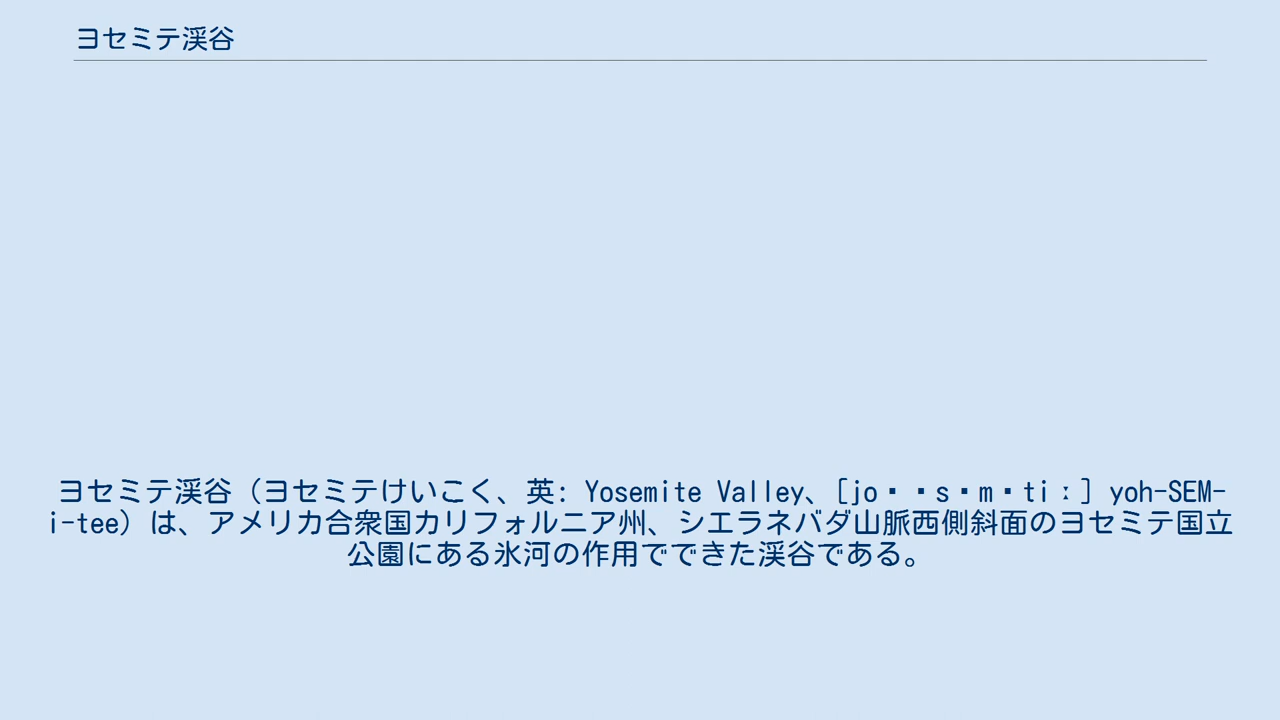 ヨセミテ渓谷
ヨセミテ渓谷（ヨセミテけいこく、英: Yosemite Valley、[jo・・s・m・tiː] yoh-SEM-
i-tee）は、アメリカ合衆国カリフォルニア州、シエラネバダ山脈西側斜面のヨセミテ国立
公園にある氷河の作用でできた渓谷である。